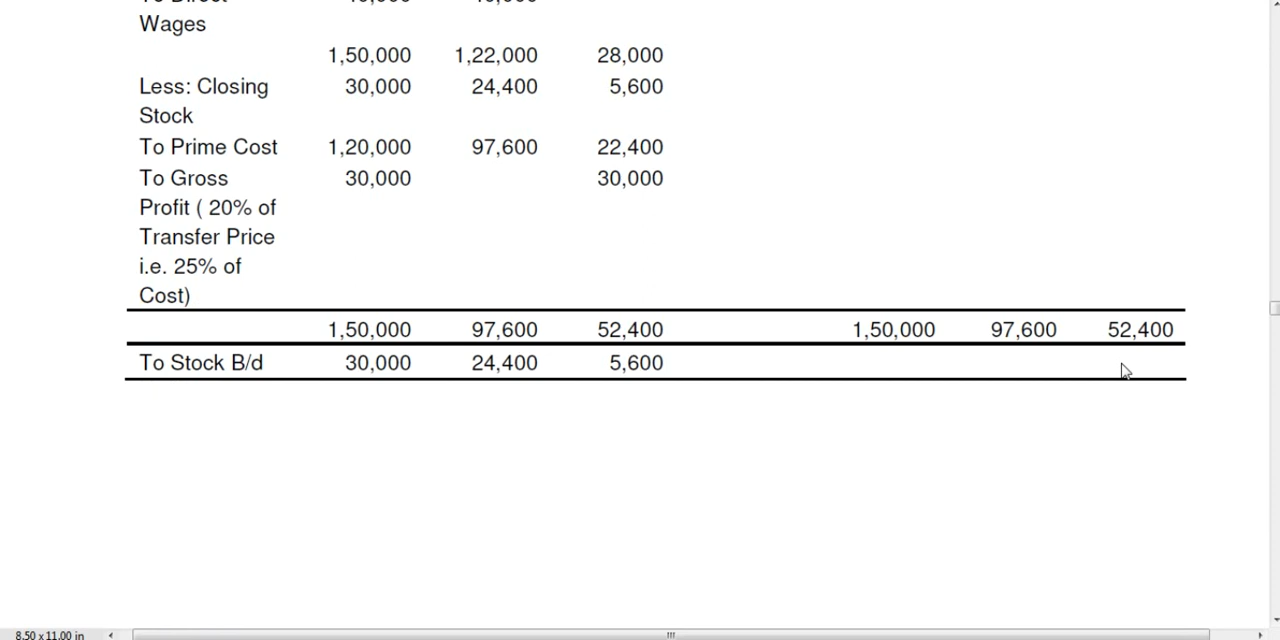 Wages
1,50,000 1,22,000 28,000
Less: Closing 30,000 24,400 5,600
Stock
To Prime Cost 1,20,000 97,600 22,400
To Gross 30,000 30,000
Profit ( 20% of
Transfer Price
i.e. 25% of
Cost)
1,50,000 97,600 52,400 1,50,000 97,600 52,400
To Stock B/d 30,000 24,400 5,600
8.50 x 11.00 in